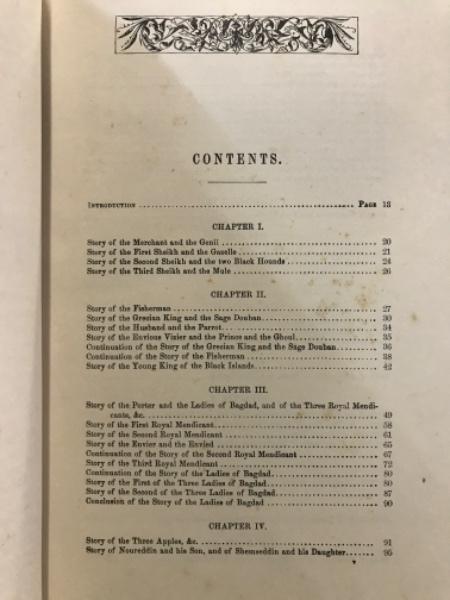 CONTENTS.
INTRODUCTION ........ PAGE 13
CHAPTER I.
Story of the Merchant and the Genii ........ 20
Story of the First Sheikh and the Gazelle ........ 21
Story of the Second Sheikh and the two Black Hounds ........ 24
Story of the Third Sheikh and the Mule ........ 26
CHAPTER II.
Story of the Fisherman ........ 27
Story of the Grecian King and the Sage Douban ........ 30
Story of the Husband and the Parrot ........ 34
Story of the Envious Vizier and the Prince and the Ghoul ........ 35
Continuation of the Story of the Grecian King and the Sage Douban ........ 36
Continuation of the Story of the Fisherman ........ 38
Story of the Young King of the Black Islands ........ 42
CHAPTER III.
Story of the Porter and the Ladies of Bagdad, and of the Three Royal Mendi-
cants, &c. ........ 49
Story of the First Royal Mendicant ........ 58
Story of the Second Royal Mendicant ........ 61
Story of the Envier and the Envied ........ 65
Continuation of the Story of the Second Royal Mendicant ........ 67
Story of the Third Royal Mendicant ........ 72
Continuation of the Story of the Ladies of Bagdad ........ 80
Story of the First of the Three Ladies of Bagdad ........ 80
Story of the Second of the Three Ladies of Bagdad ........ 87
Conclusion of the Story of the Ladies of Bagdad ........ 90
CHAPTER IV.
Story of the Three Apples, &c. ........ 91
Story of Noureddin and his Son, and of Shemseddin and his Daughter ........ 95